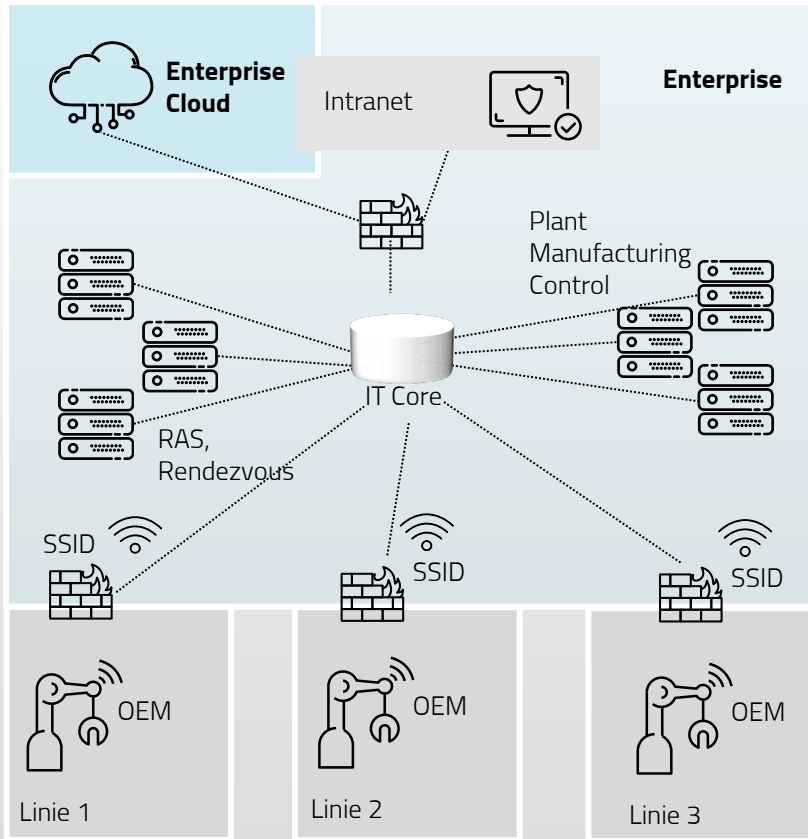 Enterprise
Cloud
Intranet
Enterprise
Plant
Manufacturing
Control
IT Core
RAS,
Rendezvous
SSID
SSID
SSID
OEM
OEM
OEM
Linie 1
Linie 2
Linie 3